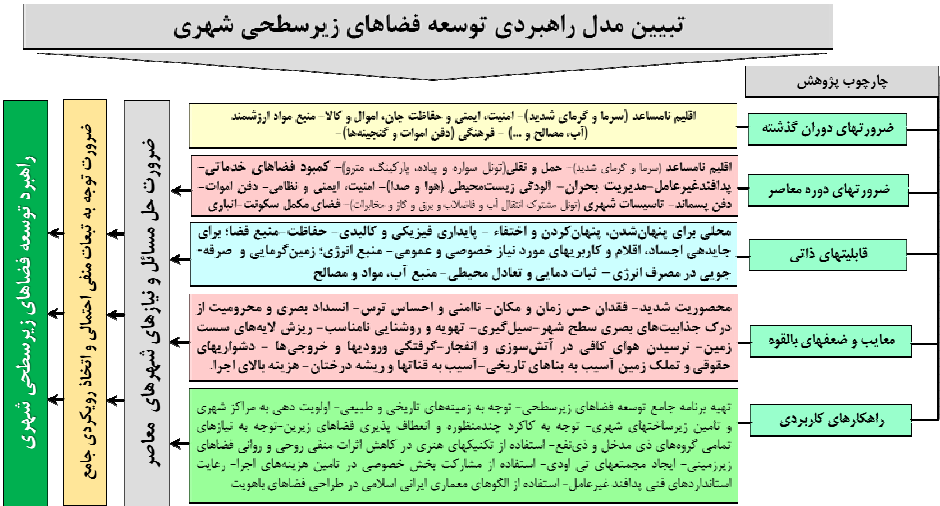 تبیین مدل راهبردی توسعه فضاهای زیرسطحی شهری
چارچوب پژوهش
ضرورتهای دوران گذشته
اقلیم نامساعد (سرما و گرمای شدید)- امنیت، ایمنی و حفاظت جان، اموال و کالا- منبع مواد ارزشمند
(آب، مصالح و ...) - فرهنگی (دفن اموات و گنجینه‌ها)-
ضرورتهای دوره معاصر
اقلیم نامساعد (سرما و گرمای شدید)- حمل و نقلی(تونل سواره و پیاده، پارکینگ، مترو)- کمبود فضاهای خدماتی-
پدافندغیرعامل-مدیریت بحران- آلودگی زیست‌محیطی (هوا و صدا)- امنیت، ایمنی و نظامی- دفن اموات-
دفن پسماند- تاسیسات شهری (تونل مشترک انتقال آب و فاضلاب و برق و گاز و مخابرات)- فضای مکمل سکونت-انباری
قابلیتهای ذاتی
محلی برای پنهان‌شدن، پنهان‌کردن و اختفاء - پایداری فیزیکی و کالبدی- حفاظت-منبع فضا؛ برای
جایدهی اجساد، اقلام و کاربریهای مورد نیاز خصوصی و عمومی- منبع انرژی؛ زمین‌گرمایی و صرفه-
جویی در مصرف انرژی – ثبات دمایی و تعادل محیطی-منبع آب، مواد و مصالح
معایب و ضعفهای بالقوه
محصوریت شدید- فقدان حس زمان و مکان- ناامنی و احساس ترس- انسداد بصری و محرومیت از
درک جذابیت‌های بصری سطح شهر-سیل‌گیری- تهویه و روشنایی نامناسب- ریزش لایه‌های سست
زمین- نرسیدن هوای کافی در آتش‌سوزی و انفجار-گرفتگی ورودیها و خروجی‌ها - دشواریهای
حقوقی و تملک زمین آسیب به بناهای تاریخی-آسیب به قناتها و ریشه درختان- هزینه بالای اجرا.
راهکارهای کاربردی
تهیه برنامه جامع توسعه فضاهای زیرسطحی- توجه به زمینه‌های تاریخی و طبیعی- اولویت دهی به مراکز شهری
و تامین زیرساختهای شهری- توجه به کاکرد چندمنظوره و انعطاف پذیری فضاهای زیرین-توجه به نیازهای
تمامی گروه‌های ذی مدخل و ذی‌نفع- استفاده از تکنیکهای هنری در کاهش اثرات منفی روحی و روانی فضاهای
زیرزمینی- ایجاد مجتمعهای تی اودی- استفاده از مشارکت بخش خصوصی در تامین هزینه‌های اجرا- رعایت
استانداردهای فنی پدافند غیرعامل- استفاده از الگوهای معماری ایرانی اسلامی در طراحی فضاهای باهویت
ضرورت حل مسائل و نیازهای شهرهای معاصر
ضرورت توجه به تبعات منفی احتمالی و اتخاذ رویکردی جامع
راهبرد توسعه فضاهای زیرسطحی شهری